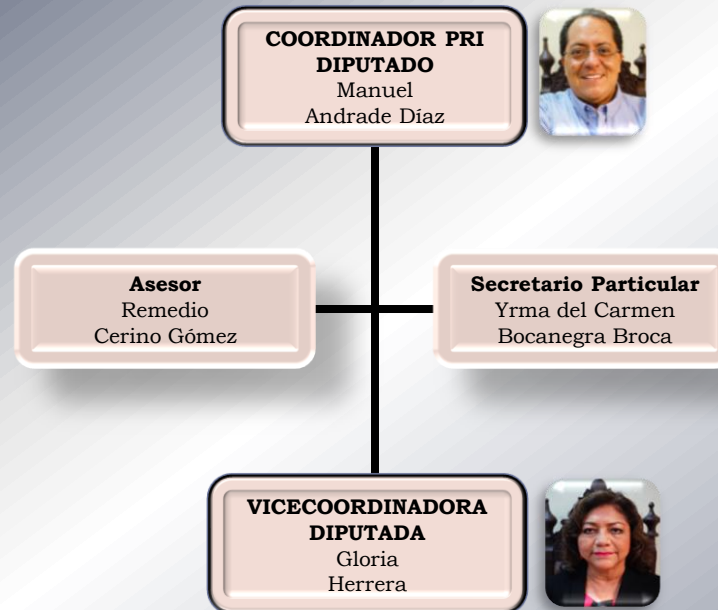 COORDINADOR PRI
DIPUTADO
Manuel
Andrade Díaz
Asesor
Remedio
Cerino Gómez
Secretario Particular
Yrma del Carmen
Bocanegra Broca
VICECOORDINADORA
DIPUTADA
Gloria
Herrera